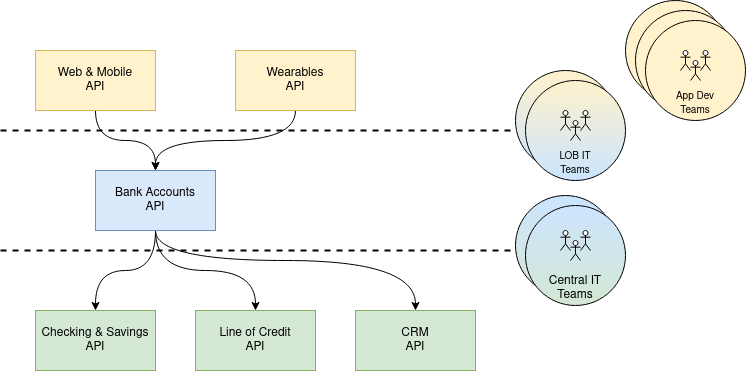 Web & Mobile
API
Wearables
API
App Dev
Teams
LOB IT
Teams
Bank Accounts
API
Central IT
Teams
Checking & Savings
API
Line of Credit
API
CRM
API